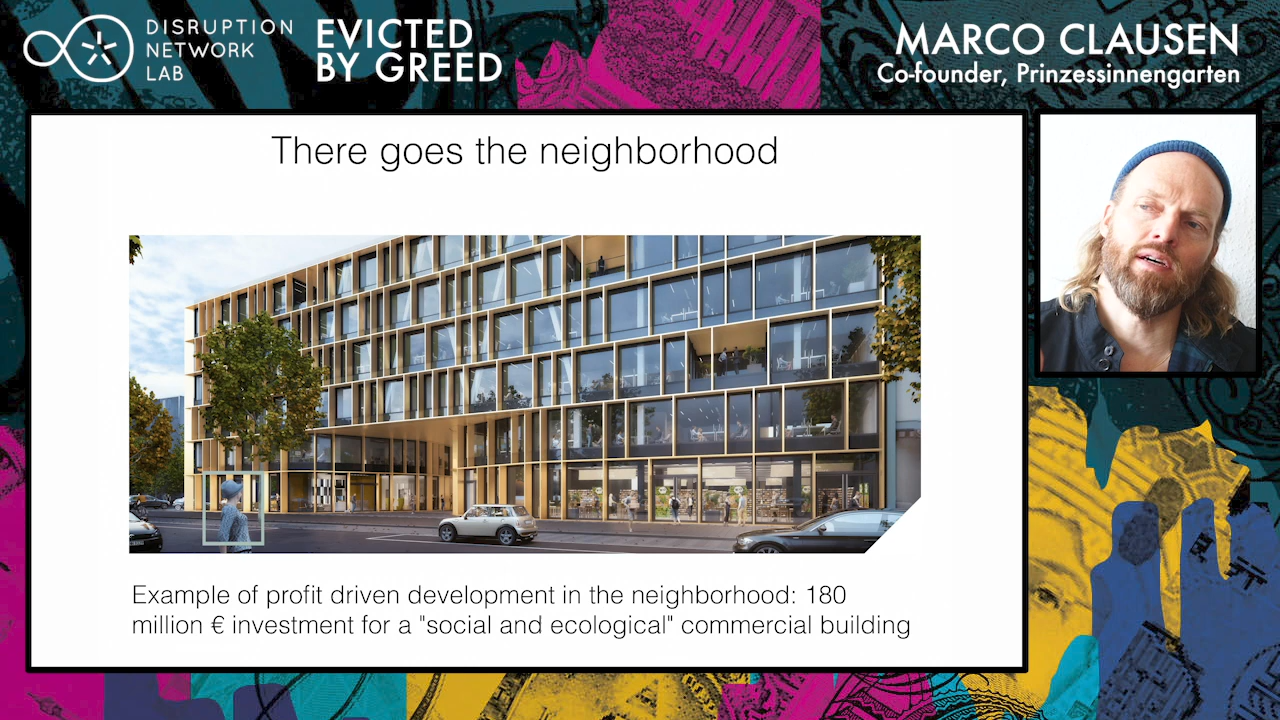 DISRUPTION
NETWORK
LAB
EVICTED
BY GREED
MARCO CLAUSEN
Co-founder, Prinzessinnengarten
There goes the neighborhood
Example of profit driven development in the neighborhood: 180
million € investment for a "social and ecological" commercial building